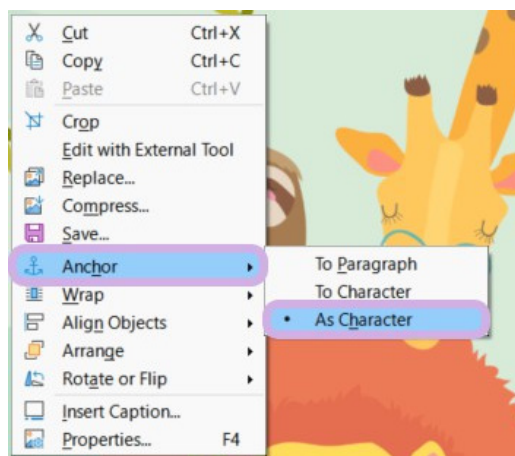 Cut Ctrl+X
Copy Ctrl+C
Paste Ctrl+V
Crop
Edit with External Tool
Replace...
Compress...
Save...
Anchor
Wrap
Align Objects
Arrange
Rotate or Flip
Insert Caption...
Properties... F4
To Paragraph
To Character
As Character